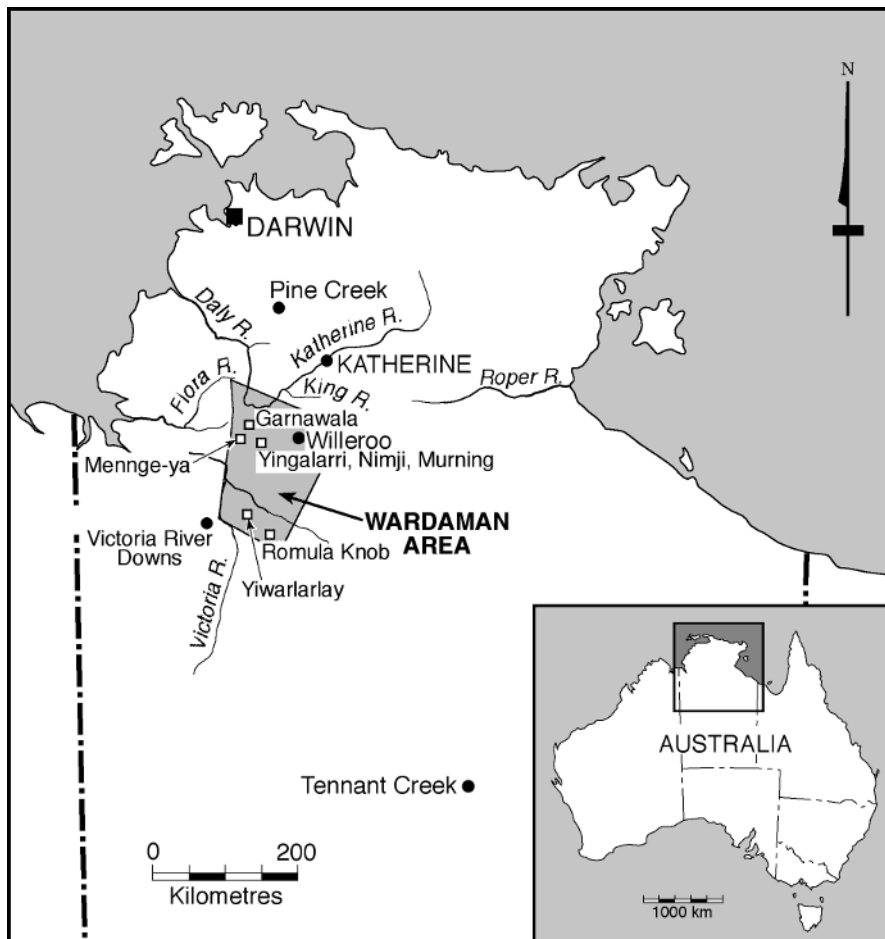 N
DARWIN
Pine Creek
Daly R.
Katherine R.
KATHERINE
Flora R.
King R.
Roper R.
Garnawala
Willeroo
Mennge-ya
Yingalarri, Nimji, Murning
WARDAMAN
AREA
Victoria River
Downs
Romula Knob
Yiwarlarlay
Victoria R.
AUSTRALIA
Tennant Creek
0 200
Kilometres
1000 km